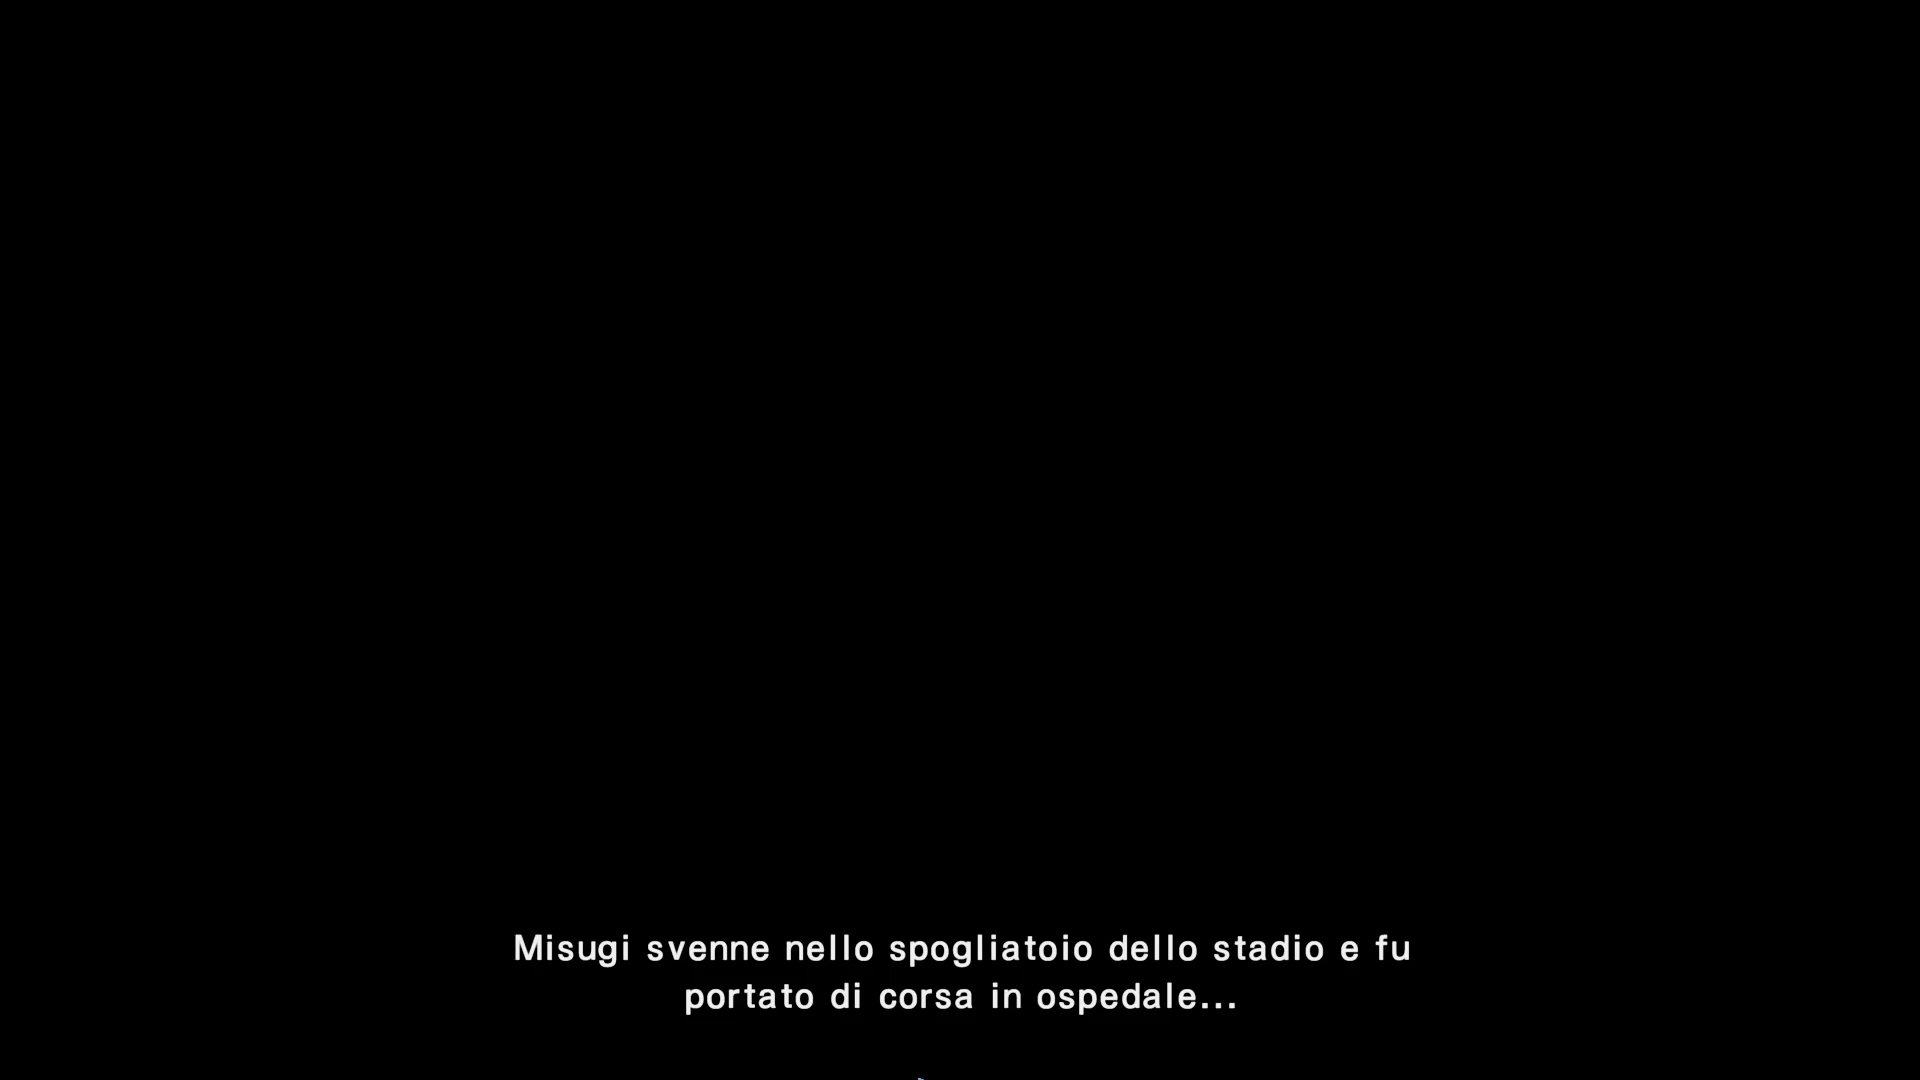 Misugi svenne nello spogliatoio dello stadio e fu
portato di corsa in ospedale...